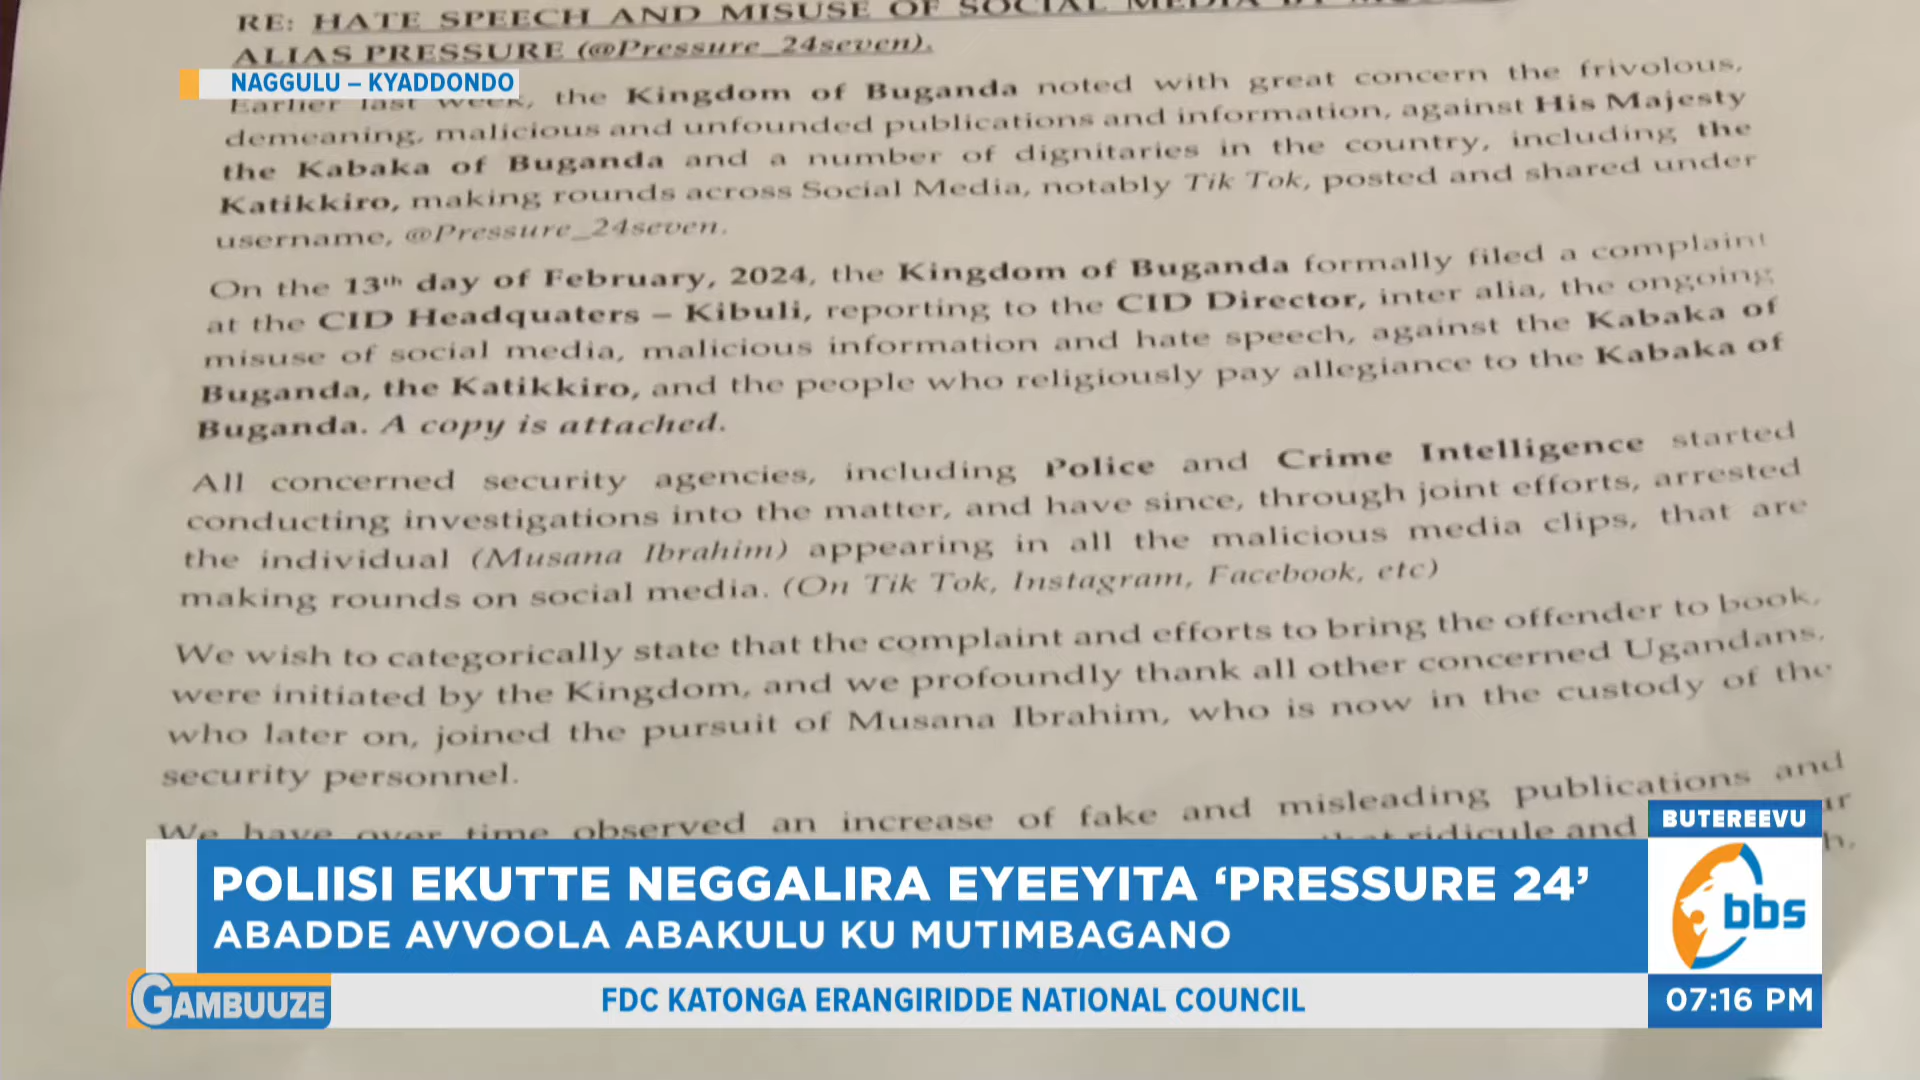 RE: HATE SPEECH AND MISUSE OF SOCIAL MEDIA
ALIAS PRESSURE (@Pressure_24seven).
NAGGULU – KYADDONDO
Earlier last week, the Kingdom of Buganda noted with great concern the frivolous,
demeaning, malicious and unfounded publications and information, against His Majesty
the Kabaka of Buganda and a number of dignitaries in the country, including the
Katikkiro, making rounds across Social Media, notably Tik Tok, posted and shared under
username, @Pressure_24seven.
On the 13th day of February, 2024, the Kingdom of Buganda formally filed a complaint
at the CID Headquaters – Kibuli, reporting to the CID Director, inter alia, the ongoing
misuse of social media, malicious information and hate speech, against the Kabaka of
Buganda, the Katikkiro, and the people who religiously pay allegiance to the Kabaka of
Buganda. A copy is attached.
All concerned security agencies, including Police and Crime Intelligence started
conducting investigations into the matter, and have since, through joint efforts, arrested
the individual (Musana Ibrahim) appearing in all the malicious media clips, that are
making rounds on social media. (On Tik Tok, Instagram, Facebook, etc)
We wish to categorically state that the complaint and efforts to bring the offender to book,
were initiated by the Kingdom, and we profoundly thank all other concerned Ugandans,
who later on, joined the pursuit of Musana Ibrahim, who is now in the custody of the
security personnel.
We have over time observed an increase of fake and misleading publications and
that ridicule and
BUTEREEVU
POLIISI EKUTTE NEGGALIRA EYEEYITA ‘PRESSURE 24’
ABADDE AVVOOLA ABAKULU KU MUTIMBAGANO
bbs
GAMBUUZE
FDC KATONGA ERANGIRIDDE NATIONAL COUNCIL
07:16 PM